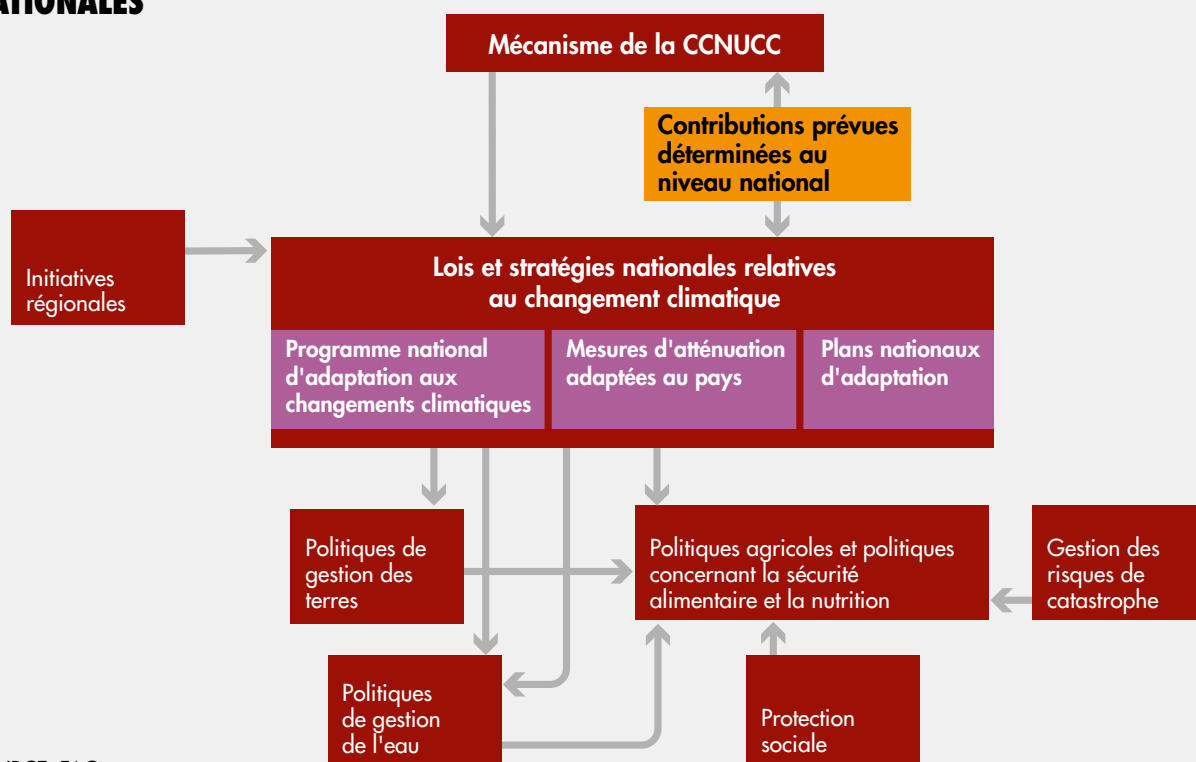 Mécanisme de la CCNUCC
Contributions prévues
déterminées au
niveau national
Initiatives
régionales
Lois et stratégies nationales relatives
au changement climatique
Programme national
d'adaptation aux
changements climatiques
Mesures d'atténuation
adaptées au pays
Plans nationaux
d'adaptation
Politiques de
gestion des
terres
Politiques agricoles et politiques
concernant la sécurité
alimentaire et la nutrition
Gestion des
risques de
catastrophe
Politiques
de gestion
de l'eau
Protection
sociale